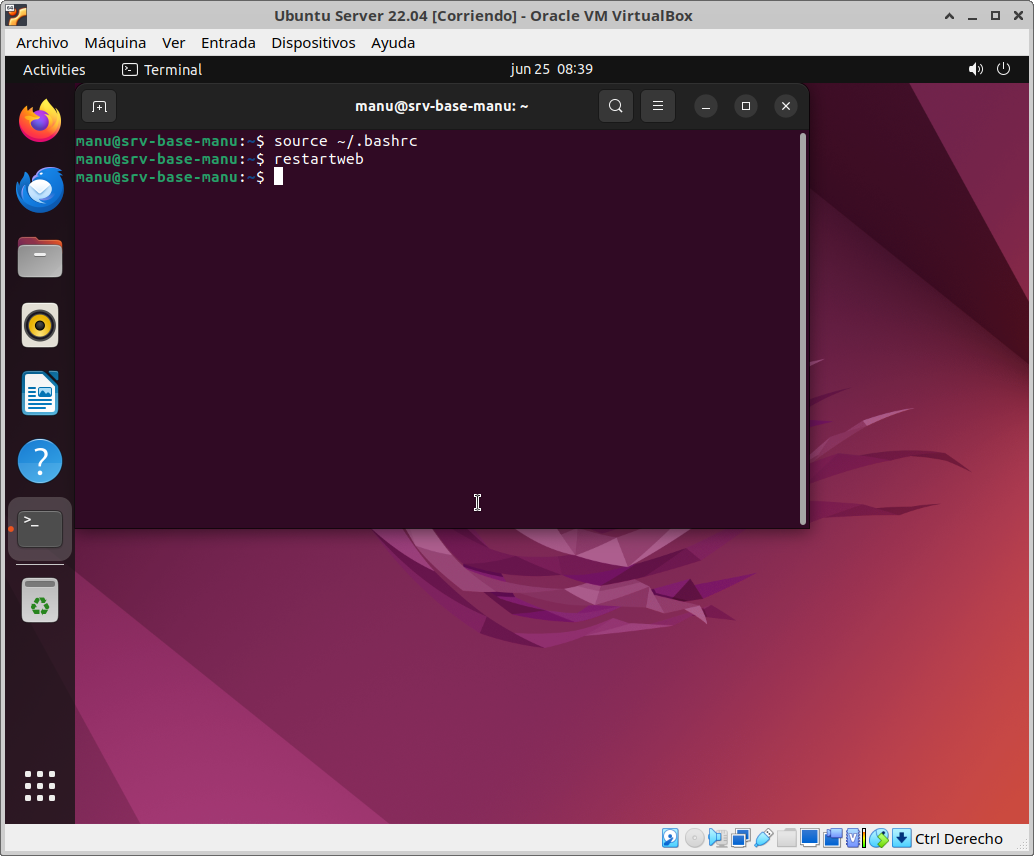 Ubuntu Server 22.04 [Corriendo] - Oracle VM VirtualBox
Archivo Máquina Ver Entrada Dispositivos Ayuda
Activities Terminal jun 25 08:39
manu@srv-base-manu: ~
manu@srv-base-manu:~$ source ~/.bashrc
manu@srv-base-manu:~$ restartweb
manu@srv-base-manu:~$
>_
Ctrl Derecho